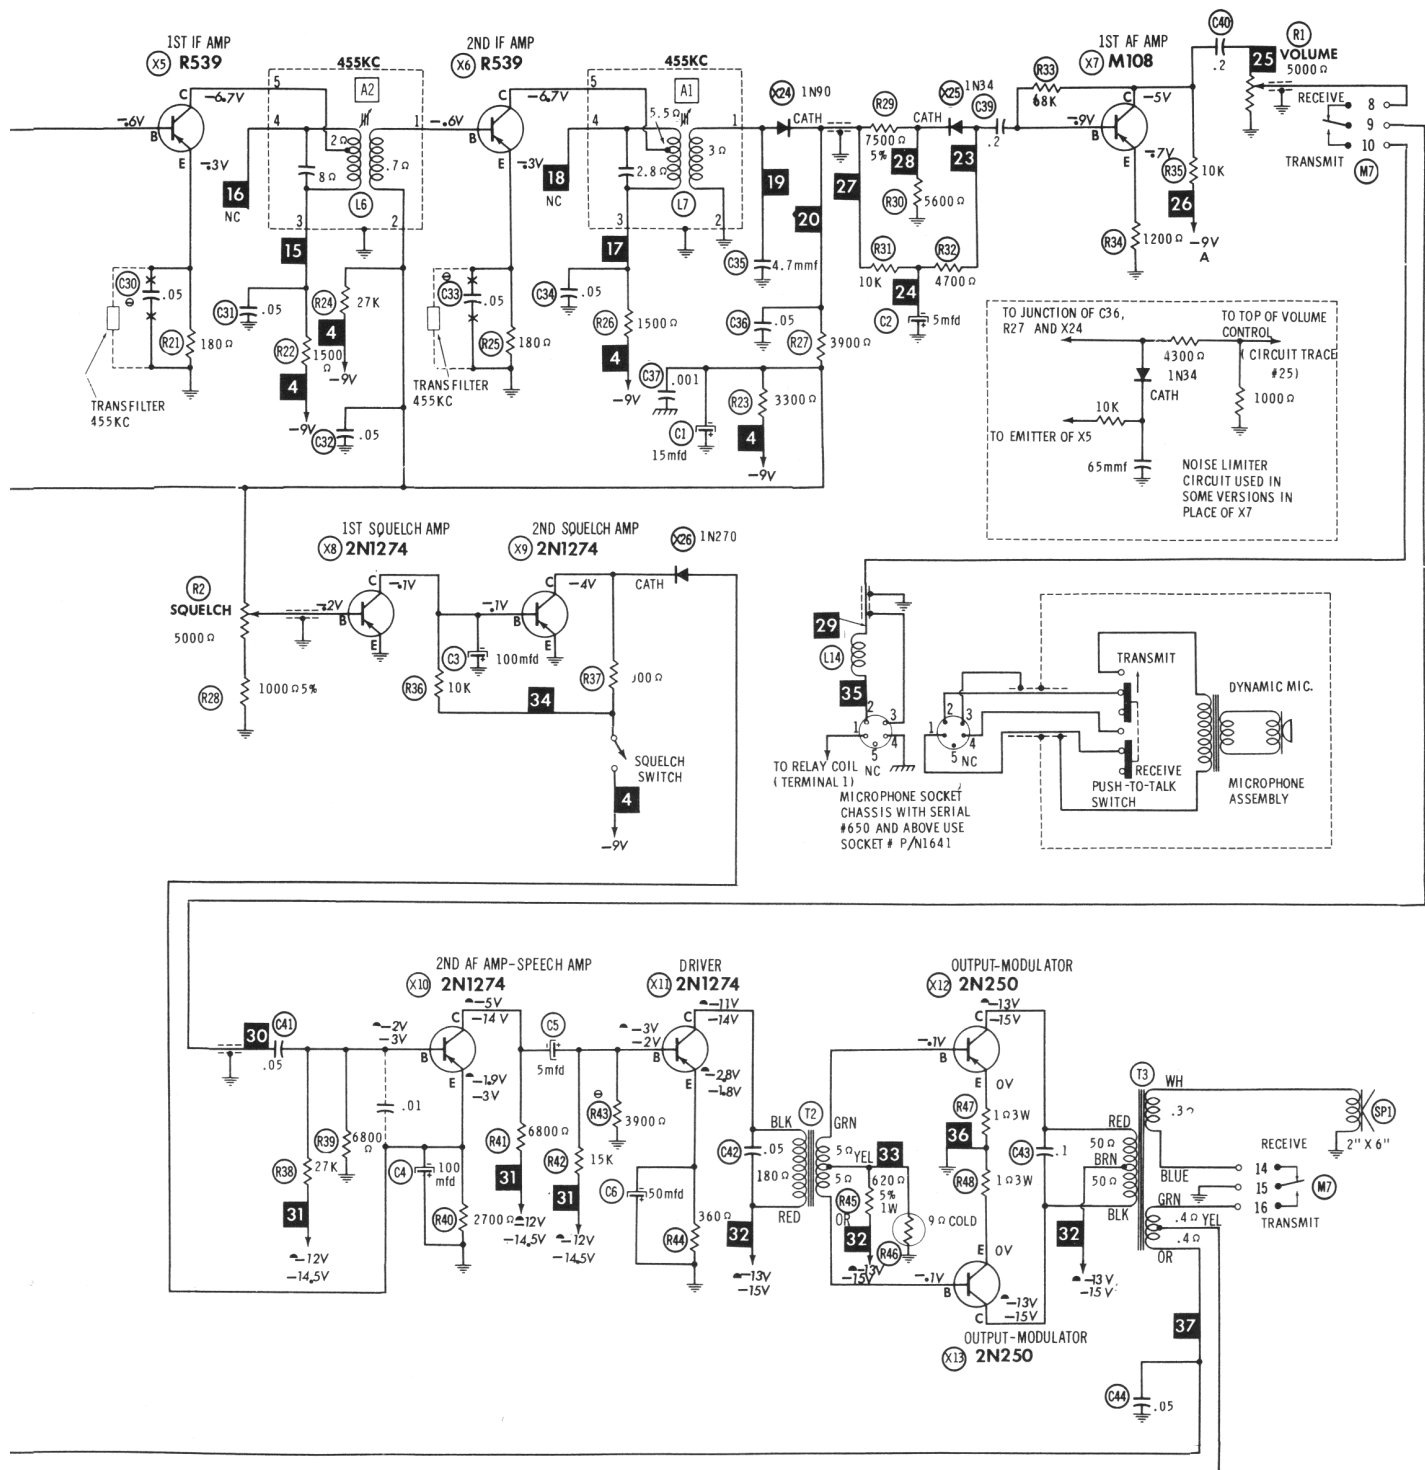 1ST IF AMP
X5 R539
455KC
A2
2ND IF AMP
X6 R539
455KC
A1
X24 1N90
CATH
R29
7500Ω
5%
X25 1N34
CATH
C39
.2
R33
68K
1ST AF AMP
X7 M108
C40
.2
25
R1
VOLUME
5000Ω
RECEIVE
8
9
10
TRANSMIT
M7
C
-6.7V
-.6V
B
E
-.3V
5
4
2Ω
8Ω
.7Ω
1
16
NC
L6
3
2
15
C
-6.7V
-.6V
B
E
-.3V
5
4
5.5Ω
2.8Ω
3Ω
1
18
NC
L7
3
2
17
19
20
27
28
23
R30
5600Ω
R31
10K
R32
4700Ω
24
C2
5mfd
-.9V
B
C
-5V
E
-.7V
R35
10K
26
-9V
A
R34
1200Ω
C30
.05
R21
180Ω
TRANSFILTER
455KC
C31
.05
R24
27K
4
-9V
R22
1500
Ω
4
-9V
C32
.05
C33
.05
R25
180Ω
TRANSFILTER
455KC
C34
.05
R26
1500Ω
4
-9V
C35
4.7mmf
C36
.05
R27
3900Ω
C37
.001
C1
15mfd
R23
3300Ω
4
-9V
TO JUNCTION OF C36,
R27 AND X24
TO TOP OF VOLUME
CONTROL
(CIRCUIT TRACE
#25)
4300Ω
1N34
CATH
1000Ω
10K
TO EMITTER OF X5
65mmf
NOISE LIMITER
CIRCUIT USED IN
SOME VERSIONS IN
PLACE OF X7
R2
SQUELCH
5000Ω
R28
1000Ω5%
1ST SQUELCH AMP
X8 2N1274
C
-.1V
-.2V
B
E
2ND SQUELCH AMP
X9 2N1274
C
-4V
-.1V
B
E
C3
100mfd
R36
10K
34
R37
X26 1N270
CATH
SQUELCH
SWITCH
4
-9V
29
L14
35
1
2
3
4
5
NC
TO RELAY COIL
(TERMINAL 1)
MICROPHONE SOCKET
CHASSIS WITH SERIAL
#650 AND ABOVE USE
SOCKET # P/N1641
1
2
3
4
5
NC
TRANSMIT
RECEIVE
PUSH-TO-TALK
SWITCH
DYNAMIC MIC.
MICROPHONE
ASSEMBLY
2ND AF AMP-SPEECH AMP
X10 2N1274
-5V
C
-14V
30
C41
.05
-2V
-3V
B
E
-1.9V
-3V
.01
R38
27K
31
-12V
-14.5V
R39
6800
Ω
C4
100
mfd
R40
2700Ω
R41
6800Ω
31
-12V
-14.5V
C5
5mfd
R42
15K
31
-12V
-14.5V
R43
3900Ω
DRIVER
X11 2N1274
-11V
C
-14V
-3V
-2V
B
E
-2.8V
-1.8V
C6
50mfd
R44
360Ω
C42
.05
BLK
180Ω
RED
32
-13V
-15V
T2
GRN
5Ω
YEL
5Ω
OR
33
R45
620Ω
5%
1W
32
-13V
-15V
R46
9Ω COLD
OUTPUT-MODULATOR
X12 2N250
-13V
C
-15V
-.1V
B
E
0V
R47
1Ω3W
36
R48
1Ω3W
E
0V
-.1V
B
-13V
-15V
C
OUTPUT-MODULATOR
X13 2N250
C43
.1
RED
50Ω
BRN
50Ω
BLK
32
-13V
-15V
T3
WH
.3Ω
BLUE
GRN
.4Ω YEL
.4Ω
OR
SP1
2" X 6"
RECEIVE
14
15
16
TRANSMIT
M7
37
C44
.05